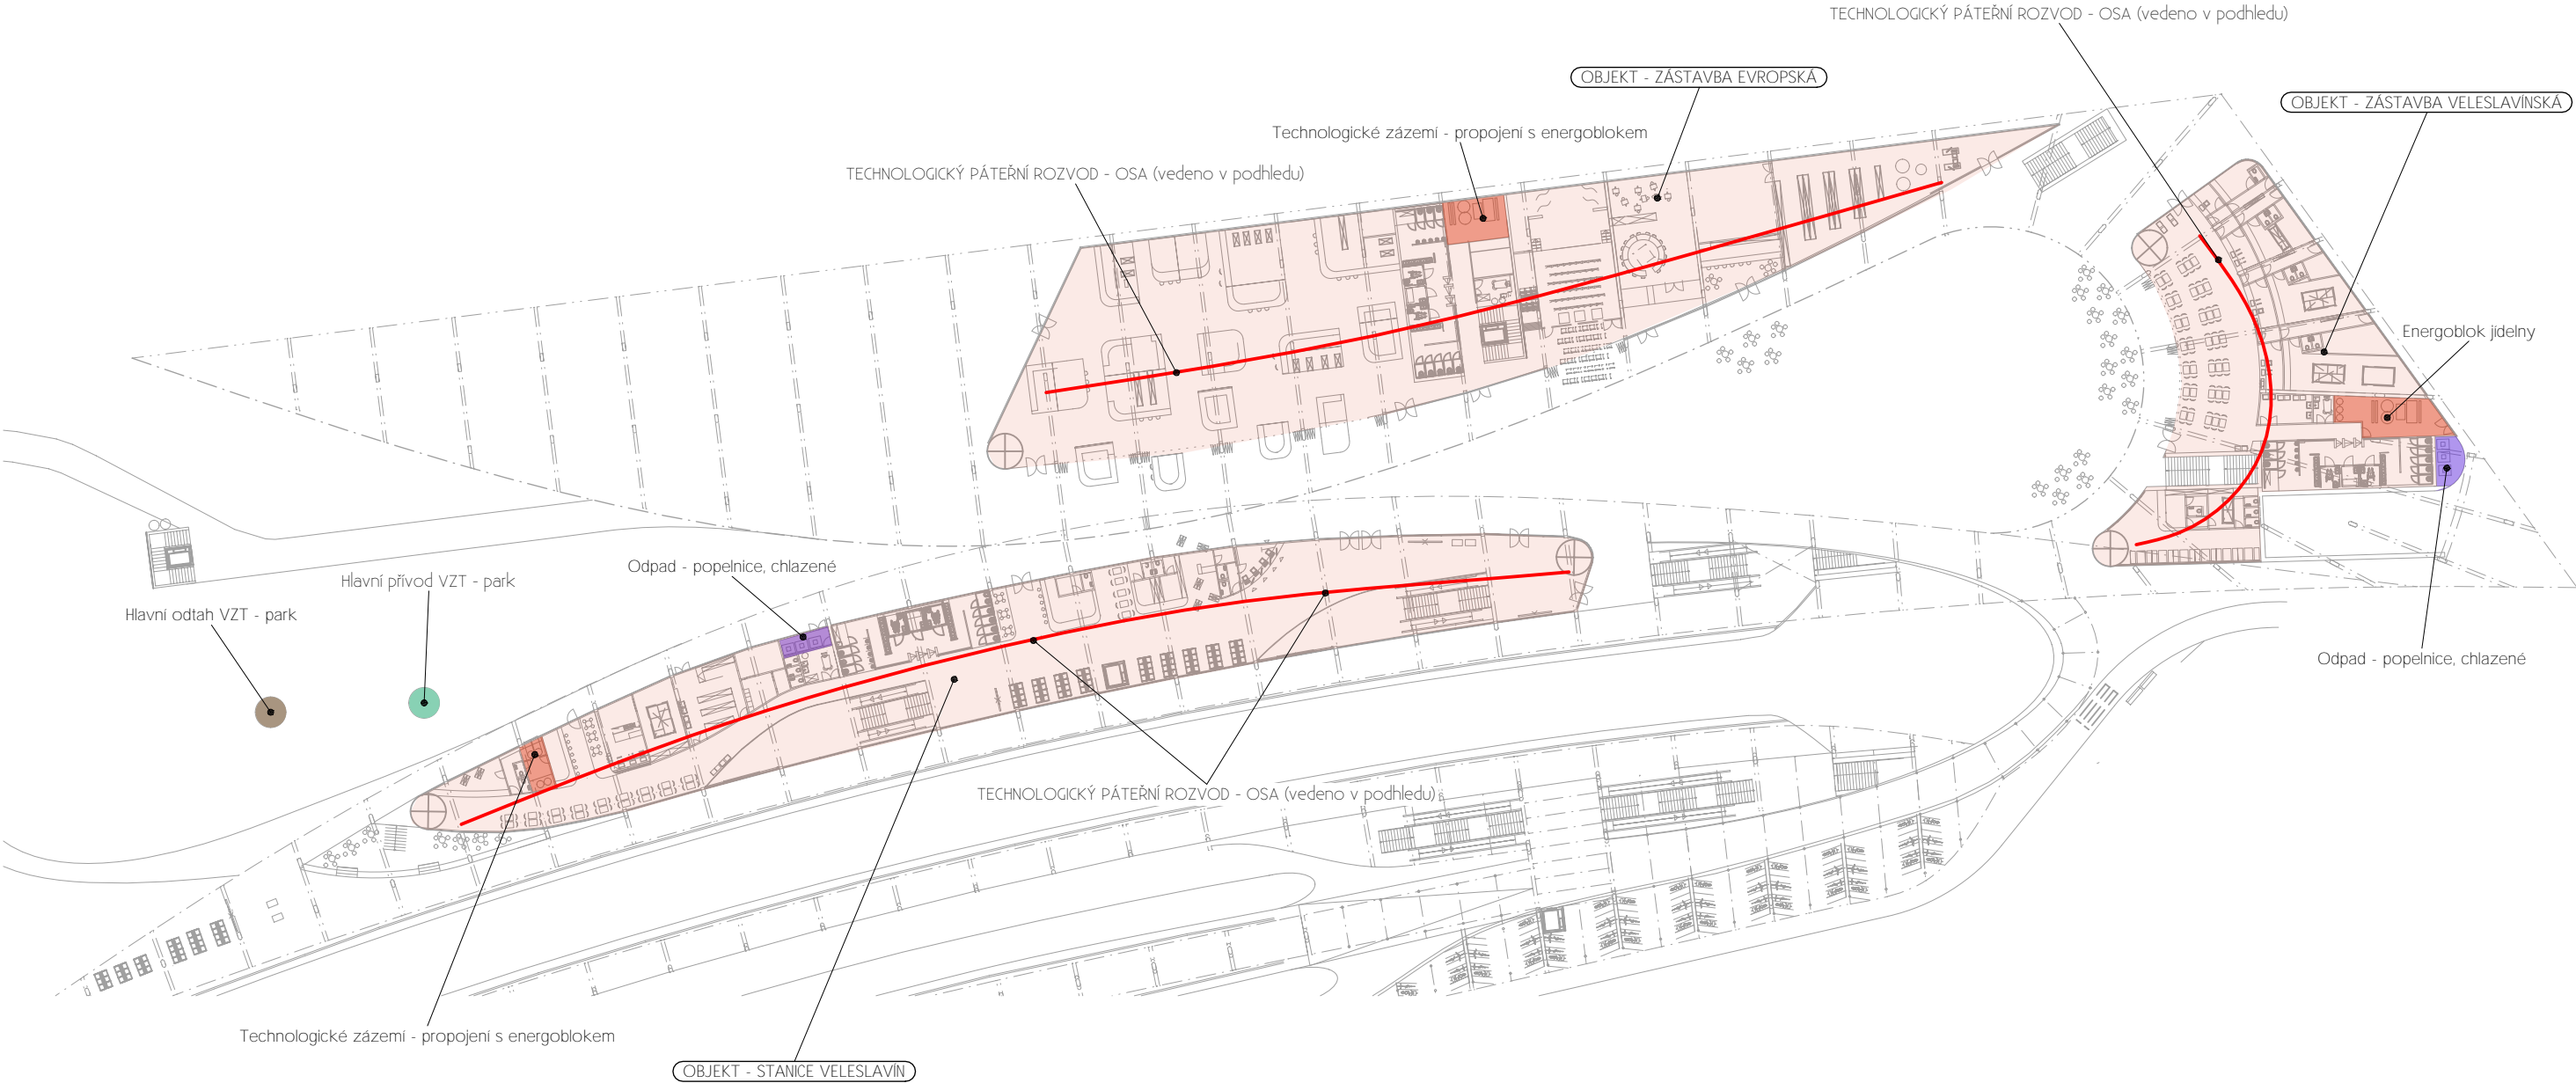 TECHNOLOGICKÝ PÁTEŘNÍ ROZVOD - OSA (vedeno v podhledu)
OBJEKT - ZÁSTAVBA EVROPSKÁ
OBJEKT - ZÁSTAVBA VELESLAVÍNSKÁ
Technologické zázemí - propojení s energoblokem
TECHNOLOGICKÝ PÁTEŘNÍ ROZVOD - OSA (vedeno v podhledu)
Energoblok jídelny
Odpad - popelnice, chlazené
Hlavní přívod VZT - park
Hlavní odtah VZT - park
Odpad - popelnice, chlazené
TECHNOLOGICKÝ PÁTEŘNÍ ROZVOD - OSA (vedeno v podhledu)
Technologické zázemí - propojení s energoblokem
OBJEKT - STANICE VELESLAVÍN